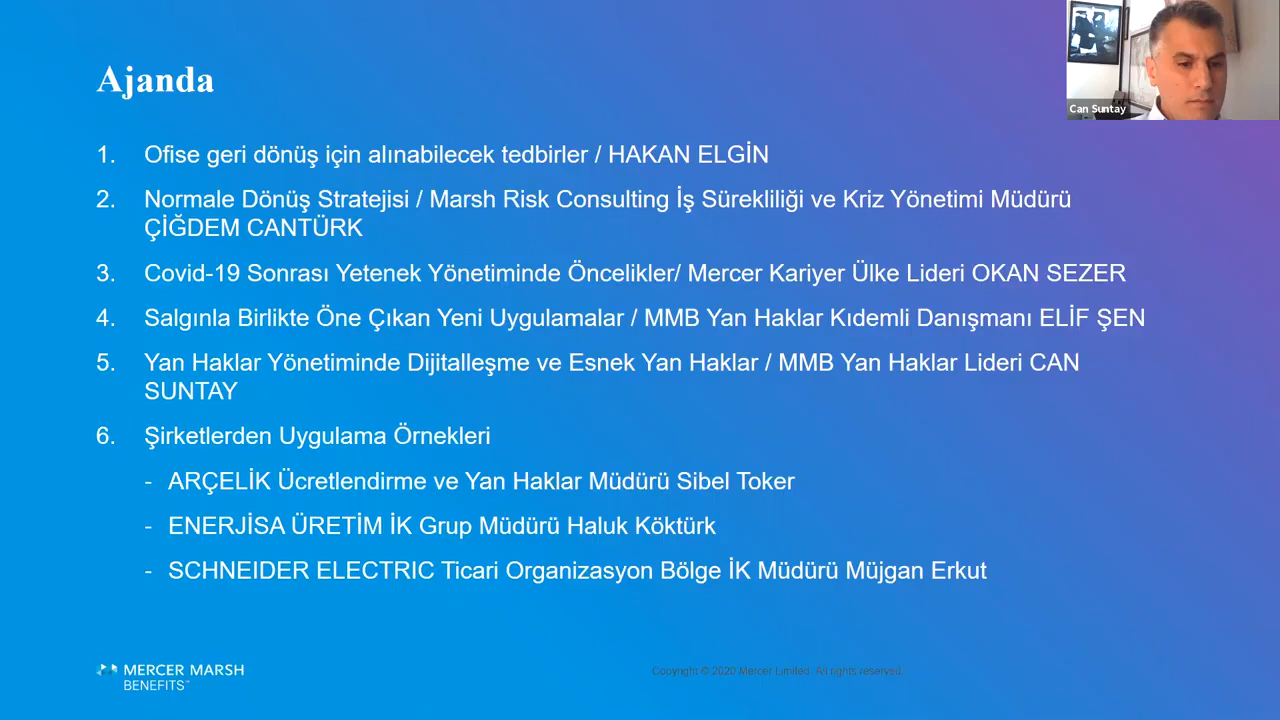 Ajanda
Can Suntay
1. Ofise geri dönüş için alınabilecek tedbirler / HAKAN ELGİN
2. Normale Dönüş Stratejisi / Marsh Risk Consulting İş Sürekliliği ve Kriz Yönetimi Müdürü
ÇİĞDEM CANTÜRK
3. Covid-19 Sonrası Yetenek Yönetiminde Öncelikler/ Mercer Kariyer Ülke Lideri OKAN SEZER
4. Salgınla Birlikte Öne Çıkan Yeni Uygulamalar / MMB Yan Haklar Kıdemli Danışmanı ELİF ŞEN
5. Yan Haklar Yönetiminde Dijitalleşme ve Esnek Yan Haklar / MMB Yan Haklar Lideri CAN
SUNTAY
6. Şirketlerden Uygulama Örnekleri
- ARÇELİK Ücretlendirme ve Yan Haklar Müdürü Sibel Toker
- ENERJİSA ÜRETİM İK Grup Müdürü Haluk Köktürk
- SCHNEIDER ELECTRIC Ticari Organizasyon Bölge İK Müdürü Müjgan Erkut
MERCER MARSH
BENEFITS™
Copyright © 2020 Mercer Limited. All rights reserved.